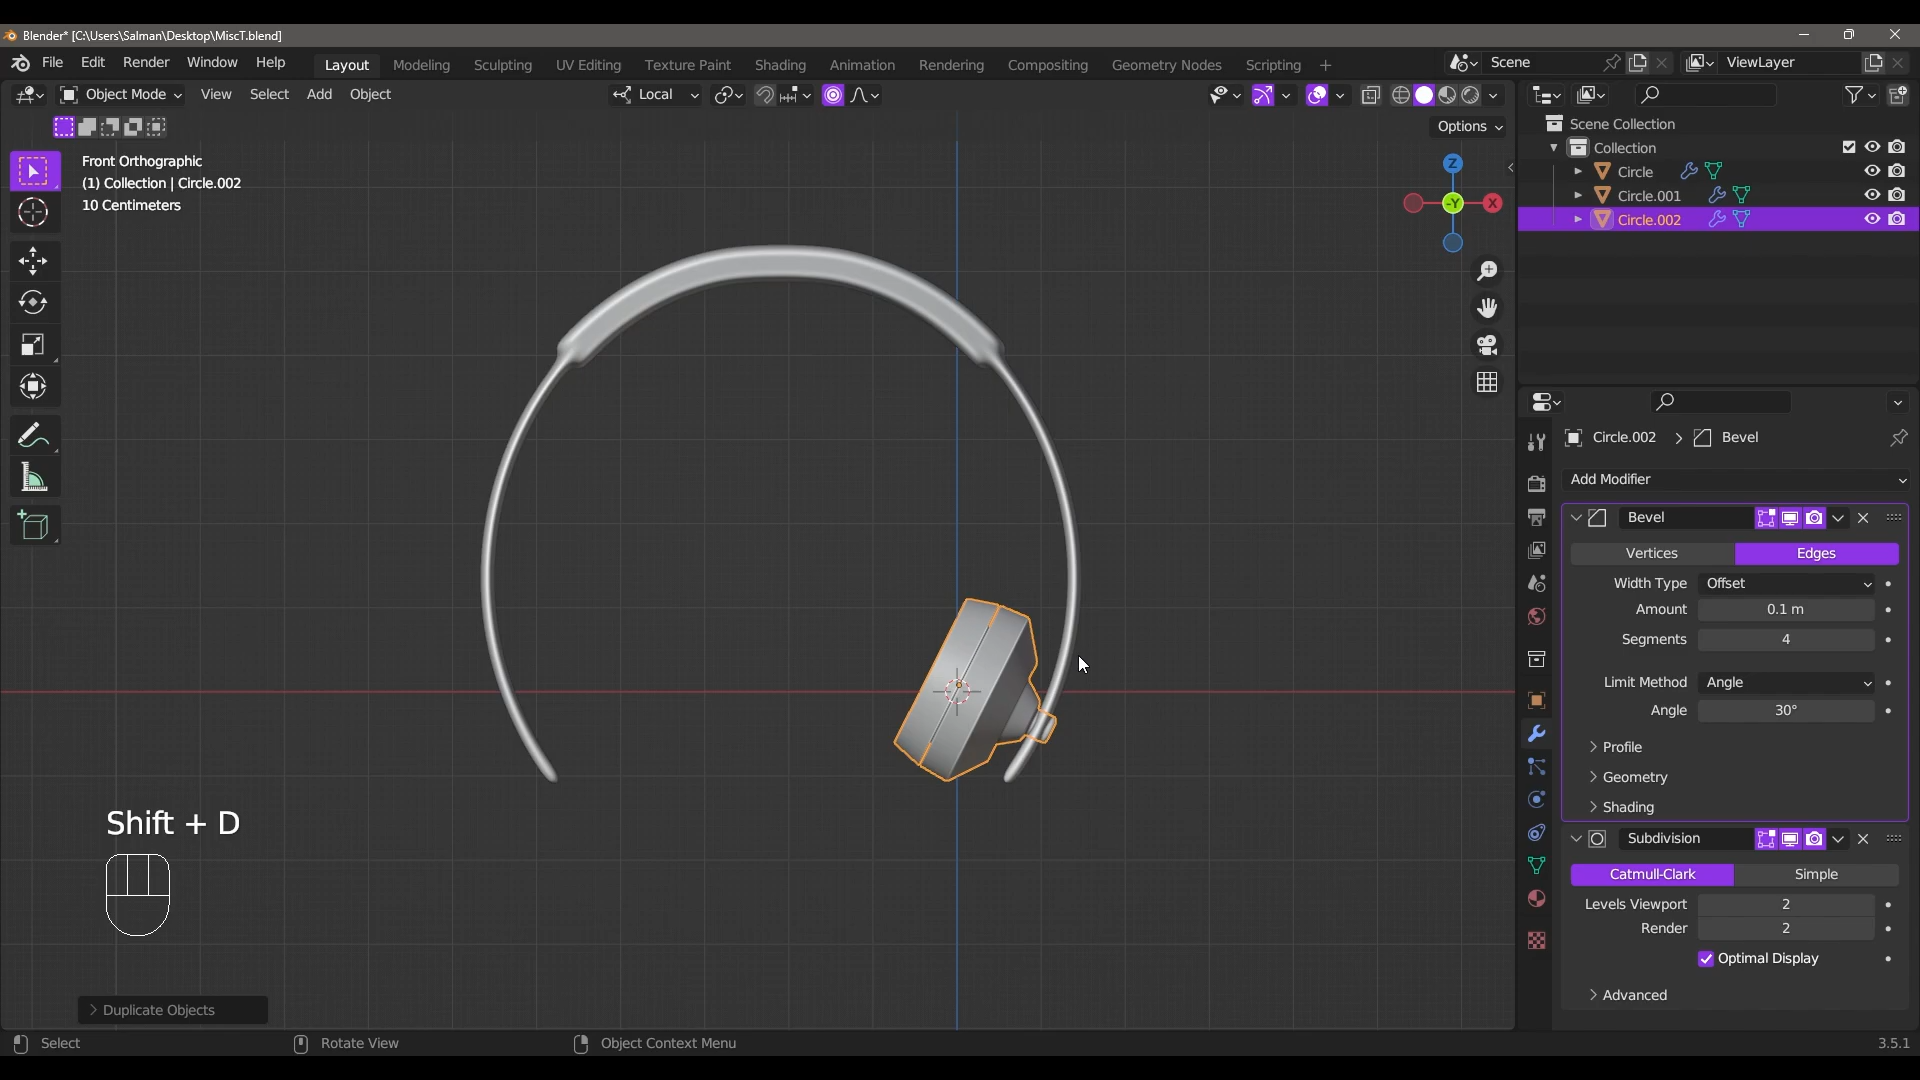 Blender* [C:\Users\Salman\Desktop\MiscT.blend]
File Edit Render Window Help Layout Modeling Sculpting UV Editing Texture Paint Shading Animation Rendering Compositing Geometry Nodes Scripting + Scene ViewLayer
Object Mode View Select Add Object Local
Options
Front Orthographic
(1) Collection | Circle.002
10 Centimeters
Z
-Y X
Scene Collection
Collection
Circle
Circle.001
Circle.002
Circle.002 > Bevel
Add Modifier
Bevel
Vertices Edges
Width Type Offset
Amount 0.1 m
Segments 4
Limit Method Angle
Angle 30°
Profile
Geometry
Shading
Subdivision
Catmull-Clark Simple
Levels Viewport 2
Render 2
Optimal Display
Advanced
Shift + D
Duplicate Objects
Select Rotate View Object Context Menu 3.5.1